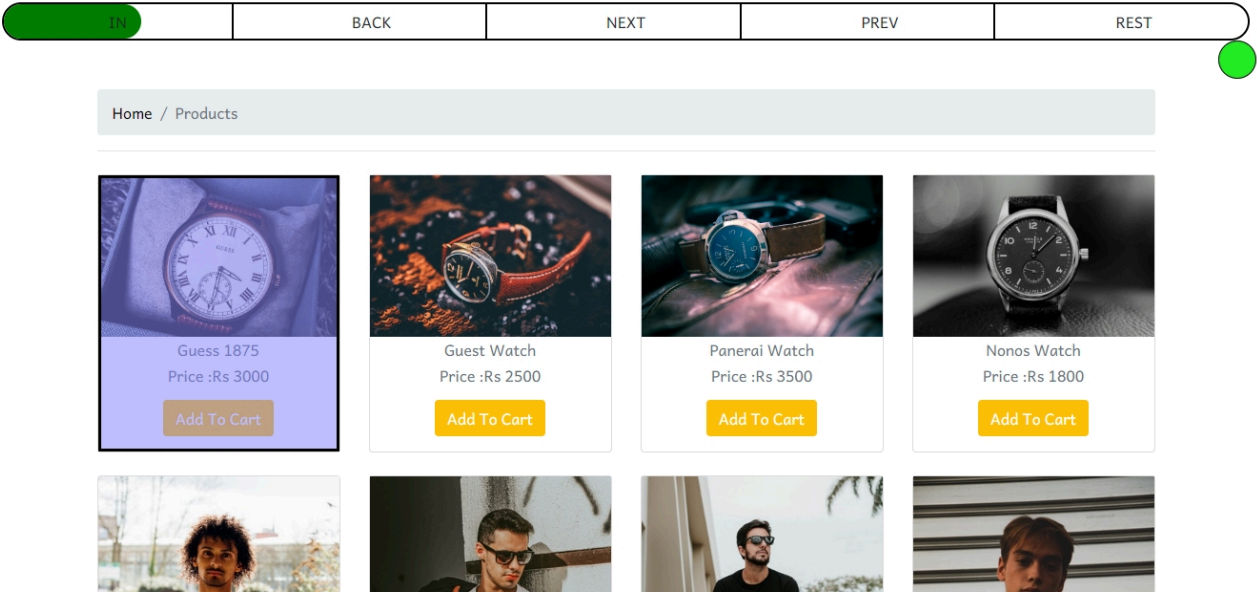 IN BACK NEXT PREV REST
Home / Products
GUESS
Guess 1875 Guest Watch Panerai Watch Nonos Watch
Price :Rs 3000 Price :Rs 2500 Price :Rs 3500 Price :Rs 1800
Add To Cart Add To Cart Add To Cart Add To Cart